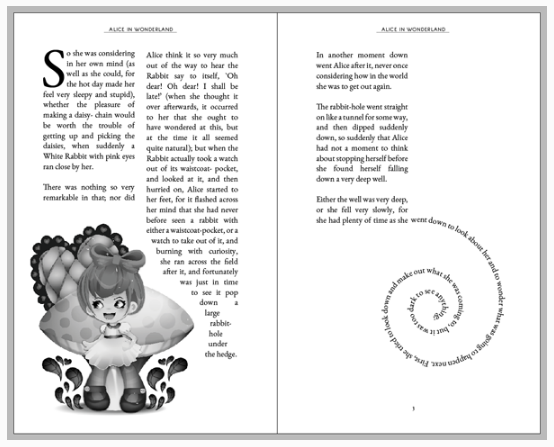 ALICE IN WONDERLAND
So she was considering
in her own mind (as
well as she could, for
the hot day made her
feel very sleepy and stupid),
whether the pleasure of
making a daisy- chain would
be worth the trouble of
getting up and picking the
daisies, when suddenly a
White Rabbit with pink eyes
ran close by her.
There was nothing so very
remarkable in that; nor did
Alice think it so very much
out of the way to hear the
Rabbit say to itself, 'Oh
dear! Oh dear! I shall be
late!' (when she thought it
over afterwards, it occurred
to her that she ought to
have wondered at this, but
at the time it all seemed
quite natural); but when the
Rabbit actually took a watch
out of its waistcoat- pocket,
and looked at it, and then
hurried on, Alice started to
her feet, for it flashed across
her mind that she had never
before seen a rabbit with
either a waistcoat-pocket, or a
watch to take out of it, and
burning with curiosity,
she ran across the field
after it, and fortunately
was just in time
to see it pop
down a
large
rabbit-
hole
under
the hedge.
ALICE IN WONDERLAND
In another moment down
went Alice after it, never once
considering how in the world
she was to get out again.
The rabbit-hole went straight
on like a tunnel for some way,
and then dipped suddenly
down, so suddenly that Alice
had not a moment to think
about stopping herself before
she found herself falling
down a very deep well.
Either the well was very deep,
or she fell very slowly, for
she had plenty of time as she went down to look about her and to wonder what was going to happen next. First, she tried to look down and make out what she was coming to, but it was too dark to see anything;